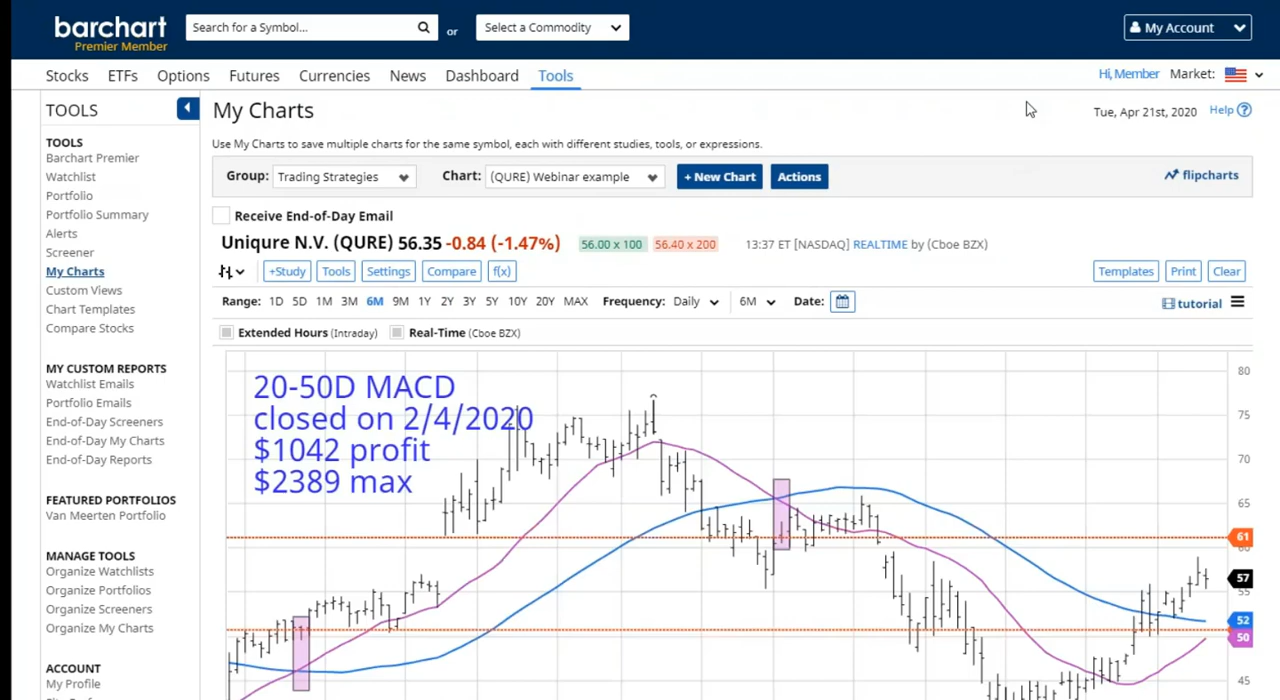 barchart
Premier Member
Search for a Symbol...
or
Select a Commodity
My Account
Stocks ETFs Options Futures Currencies News Dashboard Tools
Hi, Member Market:
TOOLS
My Charts
Tue, Apr 21st, 2020 Help ?
Use My Charts to save multiple charts for the same symbol, each with different studies, tools, or expressions.
Group: Trading Strategies Chart: (QURE) Webinar example + New Chart Actions flipcharts
Receive End-of-Day Email
Uniqure N.V. (QURE) 56.35 -0.84 (-1.47%) 56.00 x 100 56.40 x 200 13:37 ET [NASDAQ] REALTIME by (Cboe BZX)
+Study Tools Settings Compare f(x) Templates Print Clear
Range: 1D 5D 1M 3M 6M 9M 1Y 2Y 3Y 5Y 10Y 20Y MAX Frequency: Daily 6M Date: tutorial
Extended Hours (Intraday) Real-Time (Cboe BZX)
TOOLS
Barchart Premier
Watchlist
Portfolio
Portfolio Summary
Alerts
Screener
My Charts
Custom Views
Chart Templates
Compare Stocks
MY CUSTOM REPORTS
Watchlist Emails
Portfolio Emails
End-of-Day Screeners
End-of-Day My Charts
End-of-Day Reports
FEATURED PORTFOLIOS
Van Meerten Portfolio
MANAGE TOOLS
Organize Watchlists
Organize Portfolios
Organize Screeners
Organize My Charts
ACCOUNT
My Profile
20-50D MACD
closed on 2/4/2020
$1042 profit
$2389 max
80
75
70
65
61
60
57
55
52
50
45